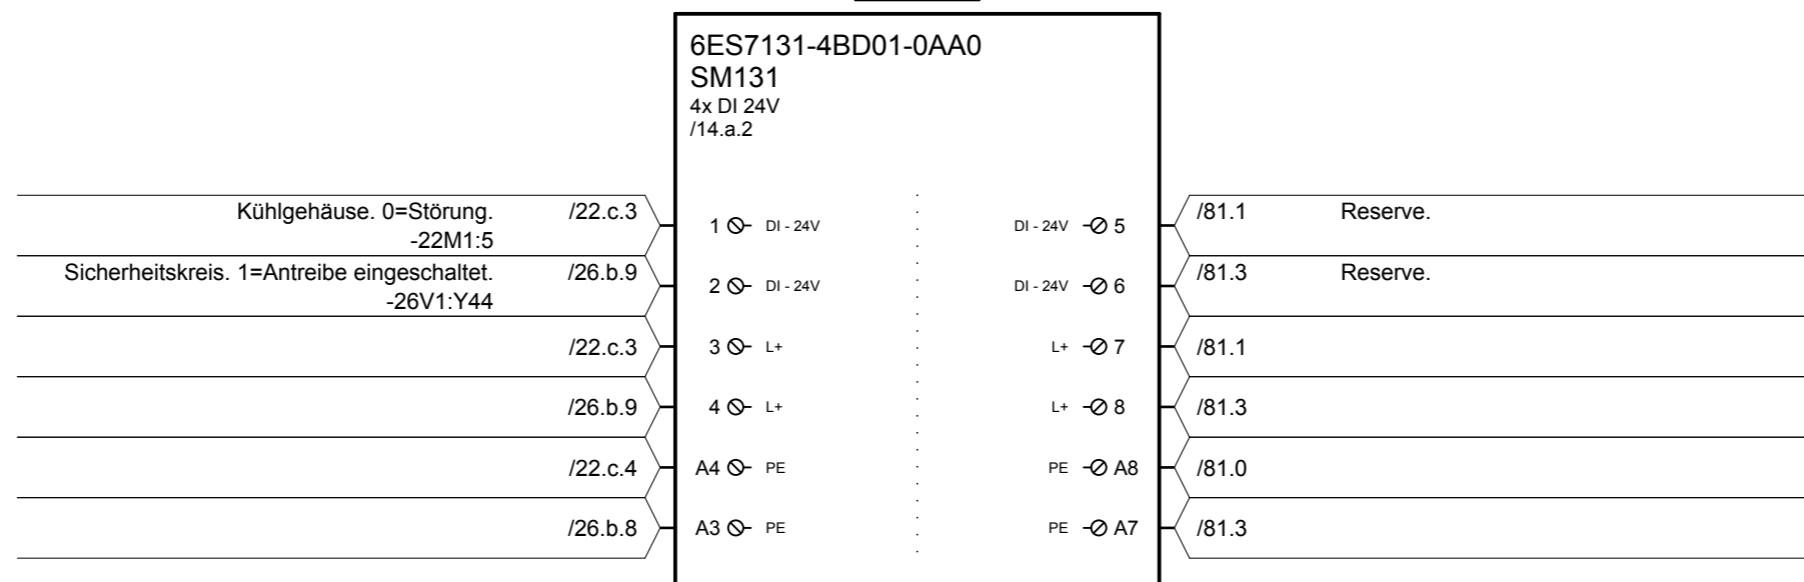 6ES7131-4BD01-0AA0
SM131
4x DI 24V
/14.a.2
Kühlgehäuse. 0=Störung. /22.c.3 1 DI - 24V DI - 24V 5 /81.1 Reserve.
-22M1:5
Sicherheitskreis. 1=Antreibe eingeschaltet. /26.b.9 2 DI - 24V DI - 24V 6 /81.3 Reserve.
-26V1:Y44
/22.c.3 3 L+ L+ 7 /81.1
/26.b.9 4 L+ L+ 8 /81.3
/22.c.4 A4 PE PE A8 /81.0
/26.b.8 A3 PE PE A7 /81.3